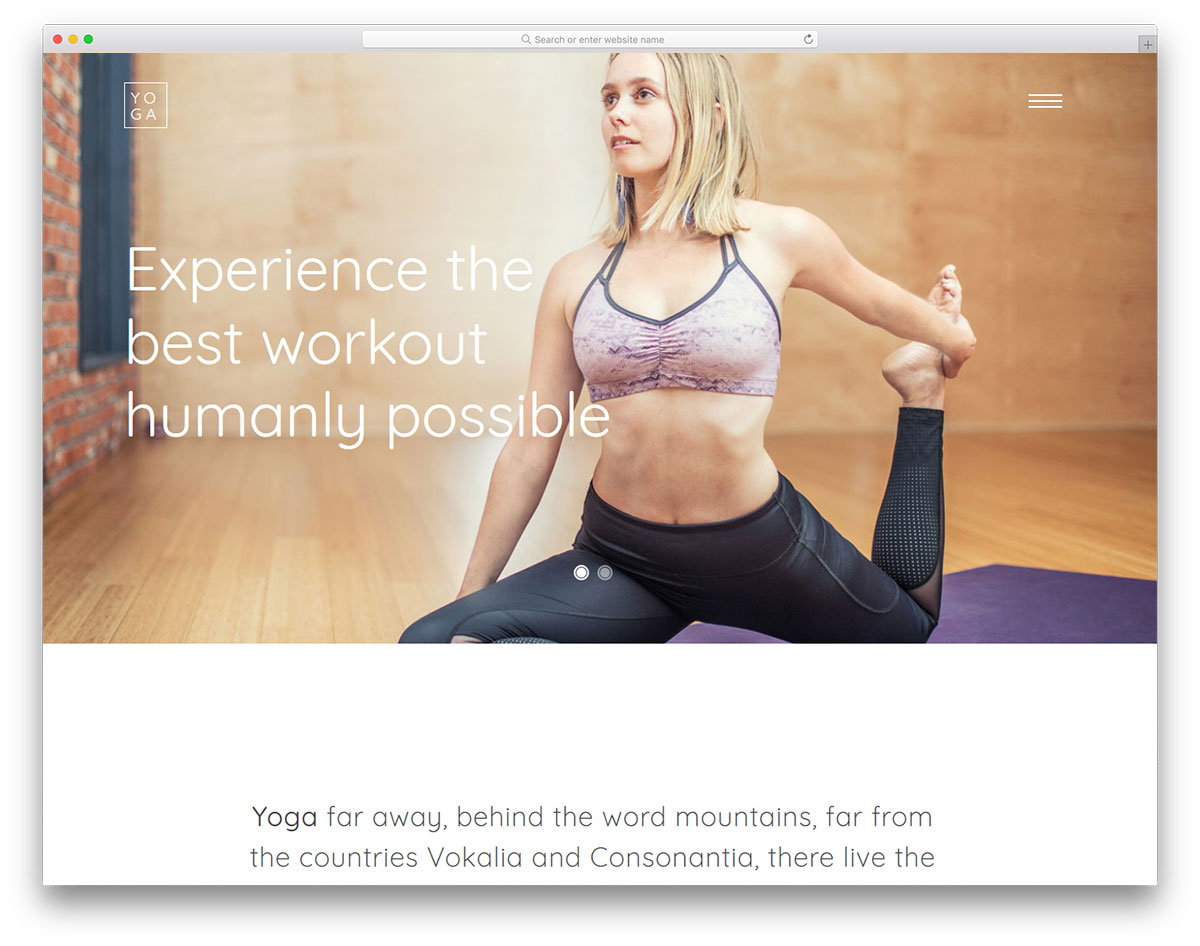 Search or enter website name
YO
GA
Experience the
best workout
humanly possible
Yoga far away, behind the word mountains, far from
the countries Vokalia and Consonantia, there live the